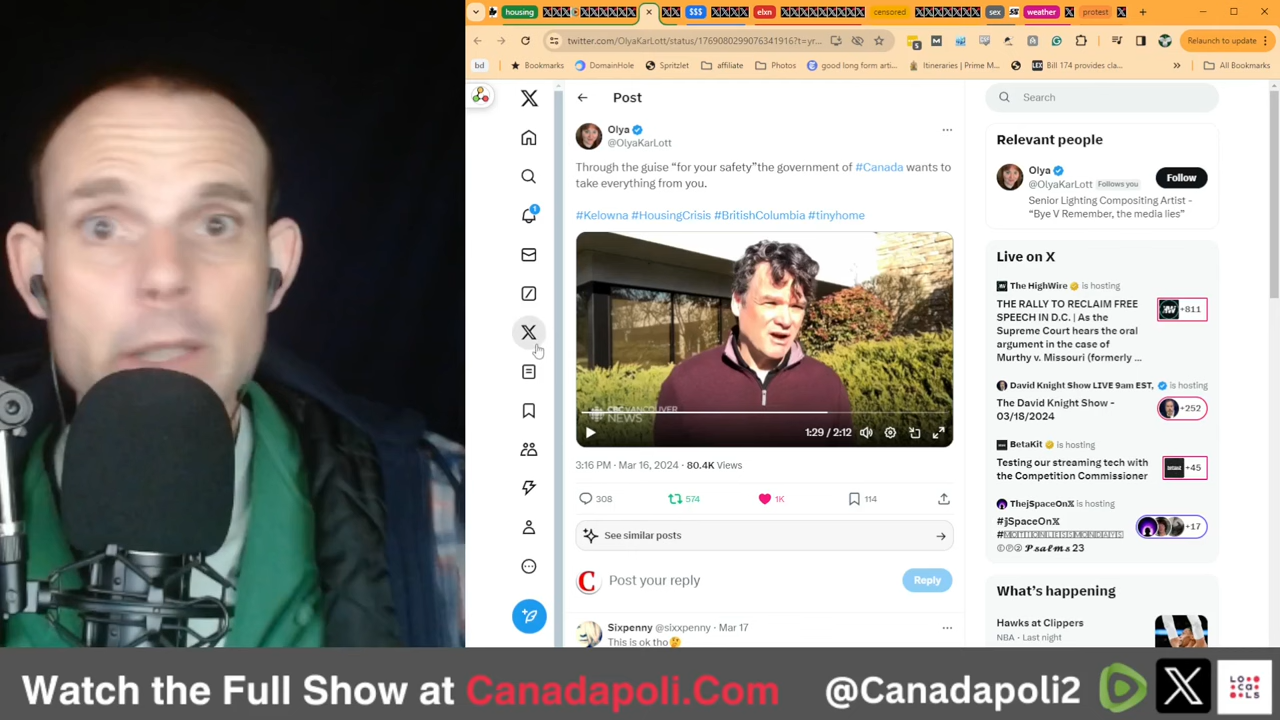 housing
$$$
elxn
censored
sex
weather
protest
twitter.com/OlyaKarLott/status/1769080299076341916?t=yr...
Relaunch to update
bd
Bookmarks
DomainHole
Spritzlet
affiliate
Photos
good long form arti...
Itineraries | Prime M...
Bill 174 provides cla...
»
All Bookmarks
Post
Search
Olya
@OlyaKarLott
Through the guise “for your safety”the government of #Canada wants to
take everything from you.
#Kelowna #HousingCrisis #BritishColumbia #tinyhome
CBC VANCOUVER
NEWS
1:29 / 2:12
3:16 PM · Mar 16, 2024 · 80.4K Views
308
574
1K
114
See similar posts
Post your reply
Reply
Sixpenny @sixxpenny · Mar 17
This is ok tho🤔
Relevant people
Olya
@OlyaKarLott Follows you
Follow
Senior Lighting Compositing Artist -
“Bye V Remember, the media lies”
Live on X
The HighWire is hosting
THE RALLY TO RECLAIM FREE
SPEECH IN D.C. | As the
Supreme Court hears the oral
argument in the case of
Murthy v. Missouri (formerly ...
+811
David Knight Show LIVE 9am EST, is hosting
The David Knight Show -
03/18/2024
+252
BetaKit is hosting
Testing our streaming tech with
the Competition Commissioner
+45
ThejSpaceOnX is hosting
#𝕁SpaceOn𝕏
+17
𝓟𝓼𝓪𝓵𝓶𝓼 23
What’s happening
Hawks at Clippers
NBA · Last night
Watch the Full Show at Canadapoli.Com
@Canadapoli2
LOCALS